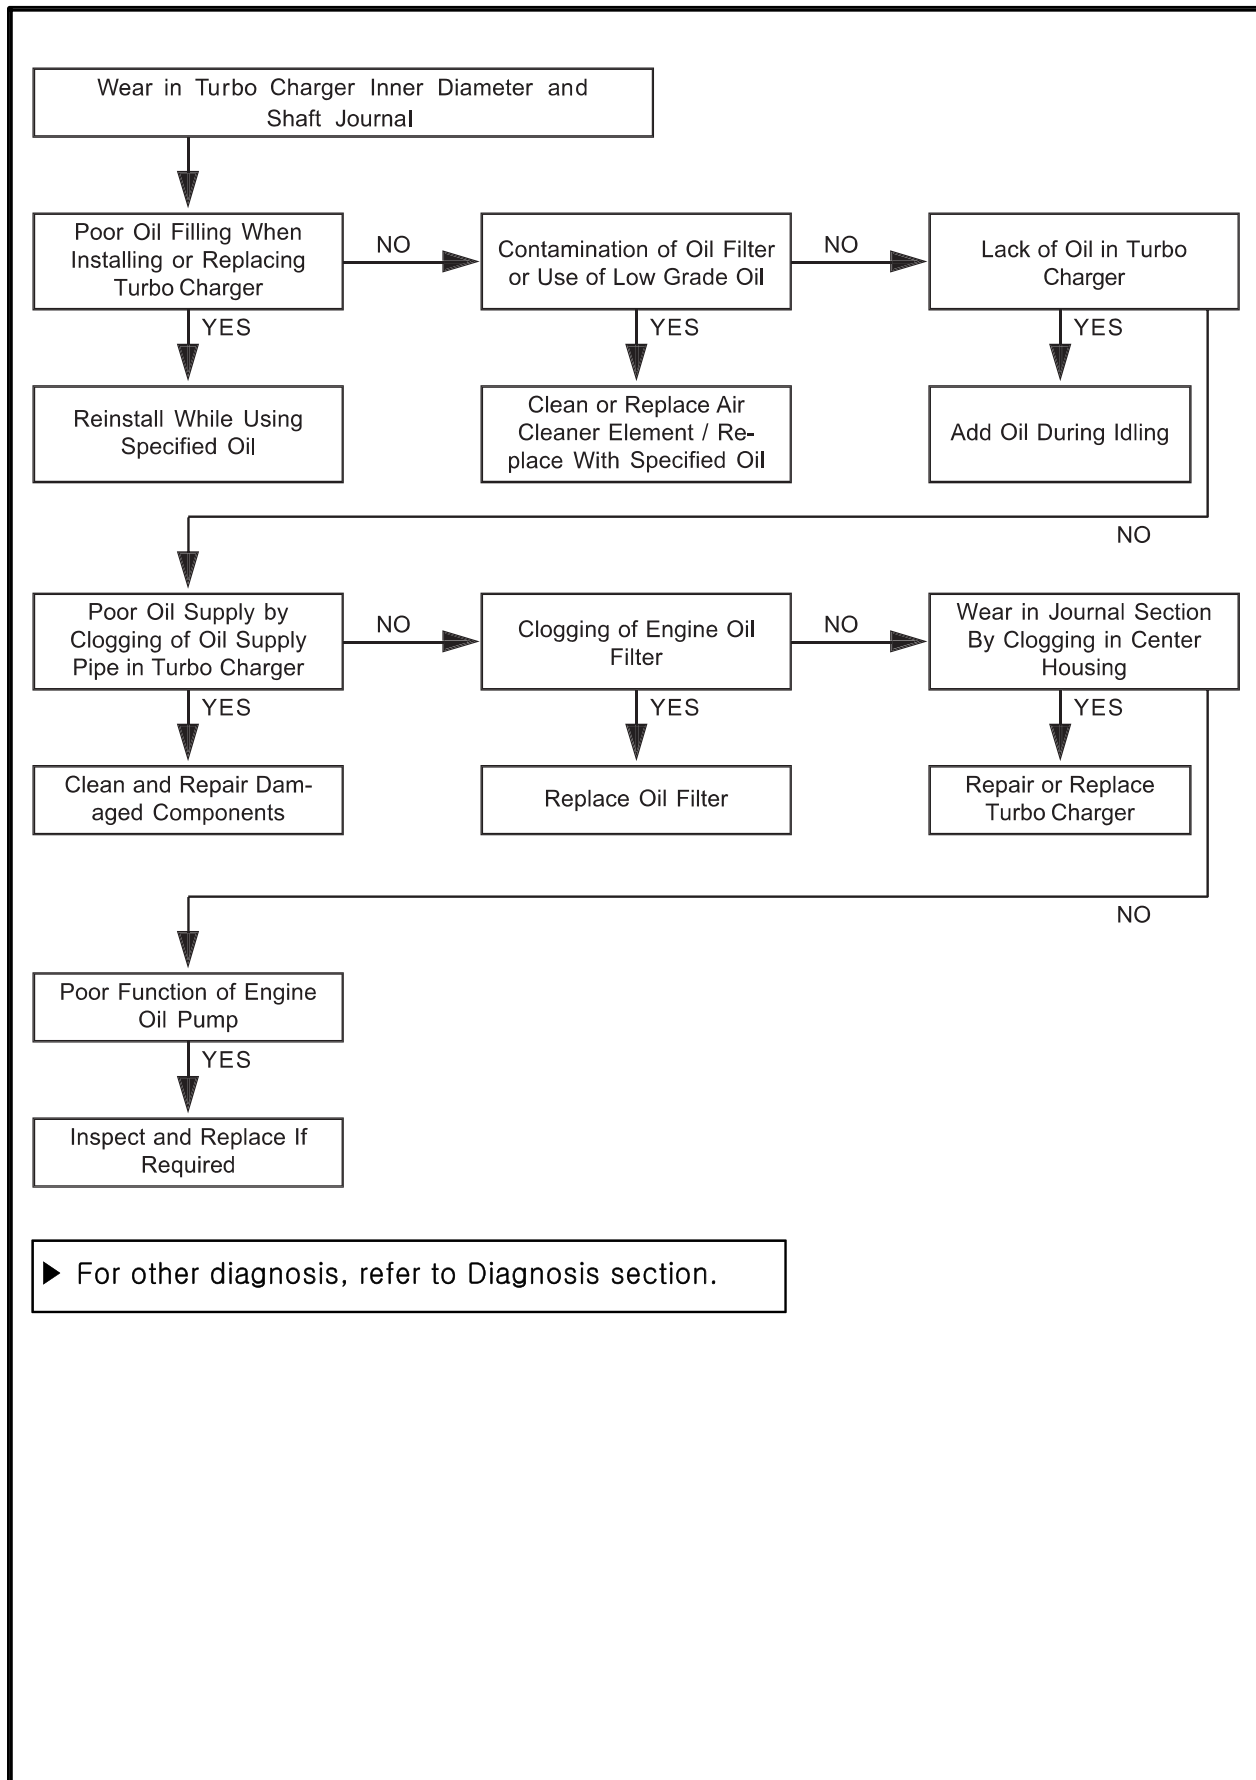 Wear in Turbo Charger Inner Diameter and
Shaft Journal
Poor Oil Filling When
Installing or Replacing
Turbo Charger
NO
Contamination of Oil Filter
or Use of Low Grade Oil
NO
Lack of Oil in Turbo
Charger
YES
YES
YES
Reinstall While Using
Specified Oil
Clean or Replace Air
Cleaner Element / Re-
place With Specified Oil
Add Oil During Idling
NO
Poor Oil Supply by
Clogging of Oil Supply
Pipe in Turbo Charger
NO
Clogging of Engine Oil
Filter
NO
Wear in Journal Section
By Clogging in Center
Housing
YES
YES
YES
Clean and Repair Dam-
aged Components
Replace Oil Filter
Repair or Replace
Turbo Charger
NO
Poor Function of Engine
Oil Pump
YES
Inspect and Replace If
Required
▶ For other diagnosis, refer to Diagnosis section.